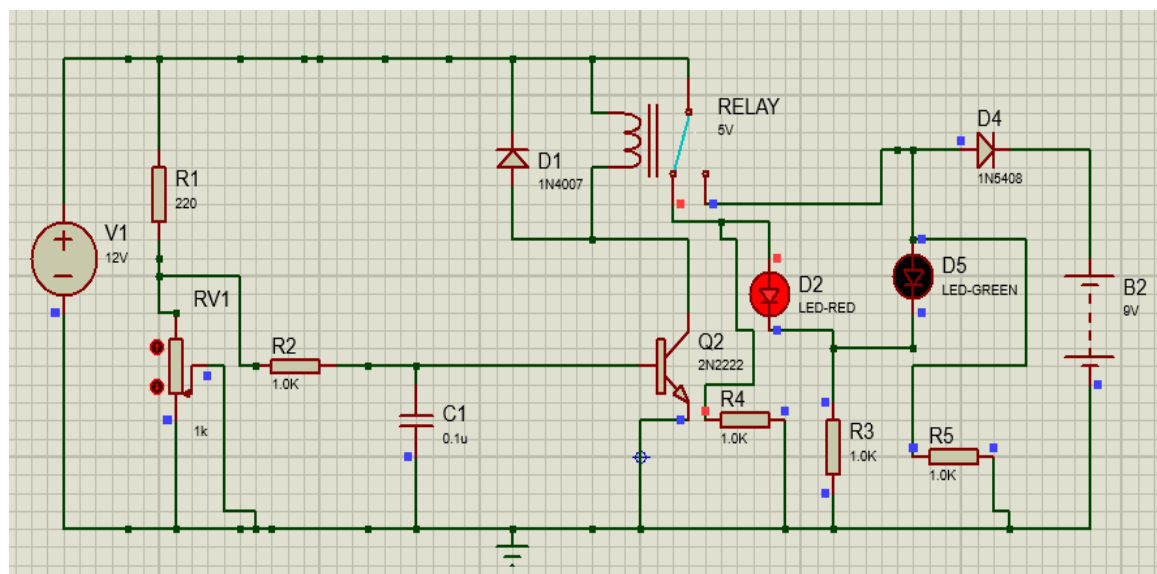 RELAY
5V
D4
1N5408
D1
1N4007
R1
220
V1
12V
D5
LED-GREEN
D2
LED-RED
B2
9V
RV1
1k
R2
1.0K
Q2
2N2222
C1
0.1u
R4
1.0K
R3
1.0K
R5
1.0K